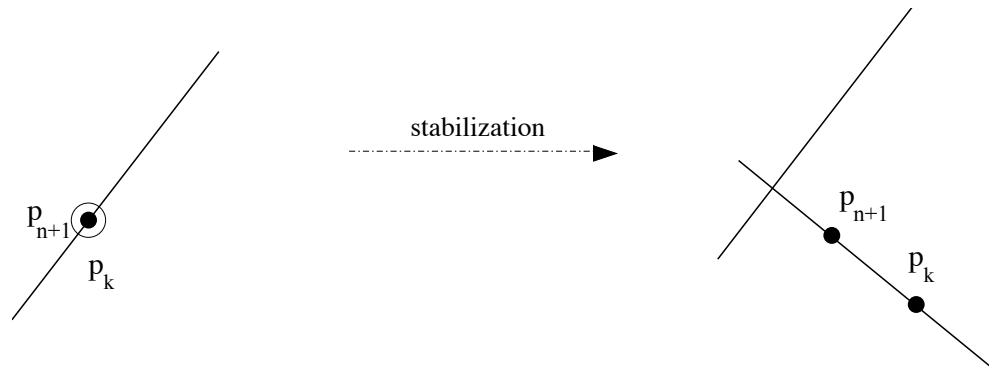 stabilization
p_{n+1}
p_k
p_{n+1}
p_k